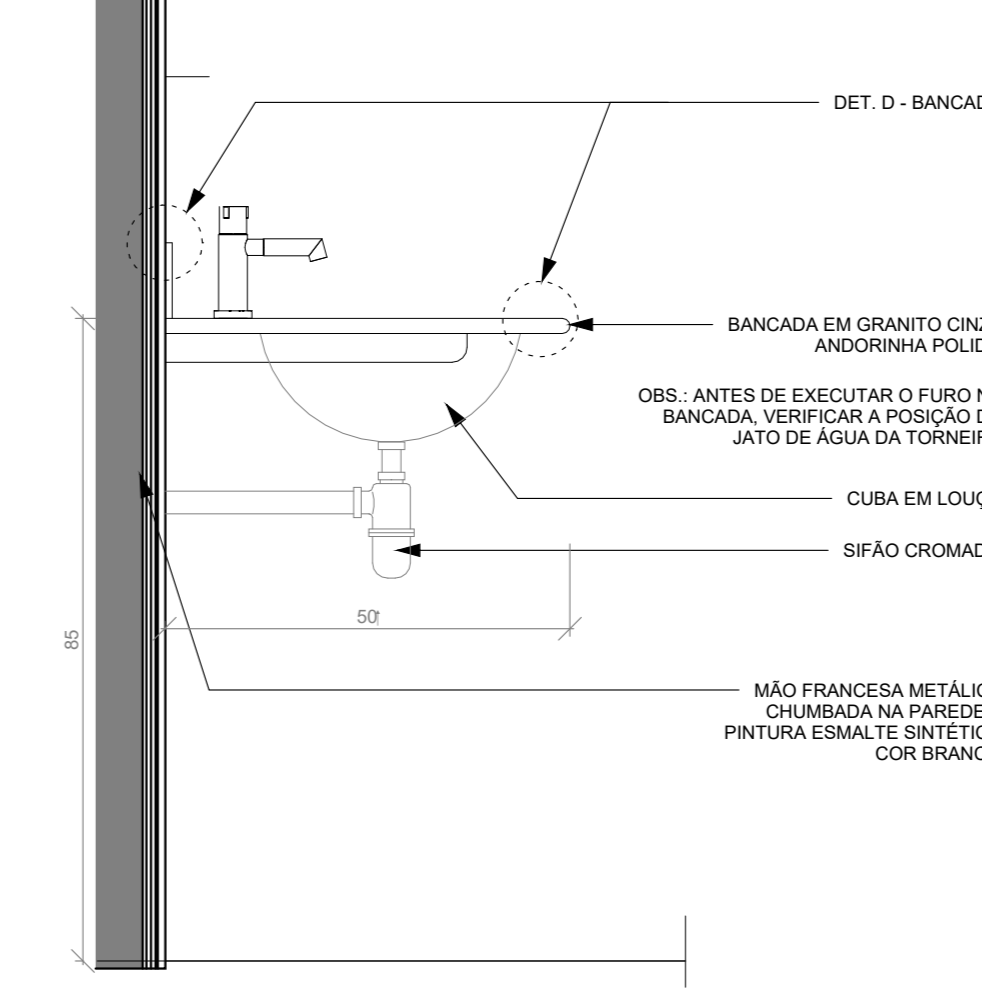 DET. D - BANCAD
BANCADA EM GRANITO CINZ
ANDORINHA POLID
OBS.: ANTES DE EXECUTAR O FURO N
BANCADA, VERIFICAR A POSIÇÃO D
JATO DE ÁGUA DA TORNEIR
CUBA EM LOUÇ
SIFÃO CROMAD
50
85
MÃO FRANCESA METÁLIC
CHUMBADA NA PAREDE
PINTURA ESMALTE SINTÉTIC
COR BRANC